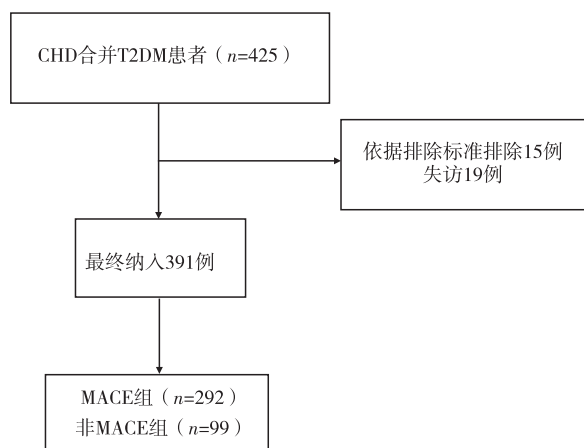 CHD合并T2DM患者（n=425）
依据排除标准排除15例
失访19例
最终纳入391例
MACE组（n=292）
非MACE组（n=99）